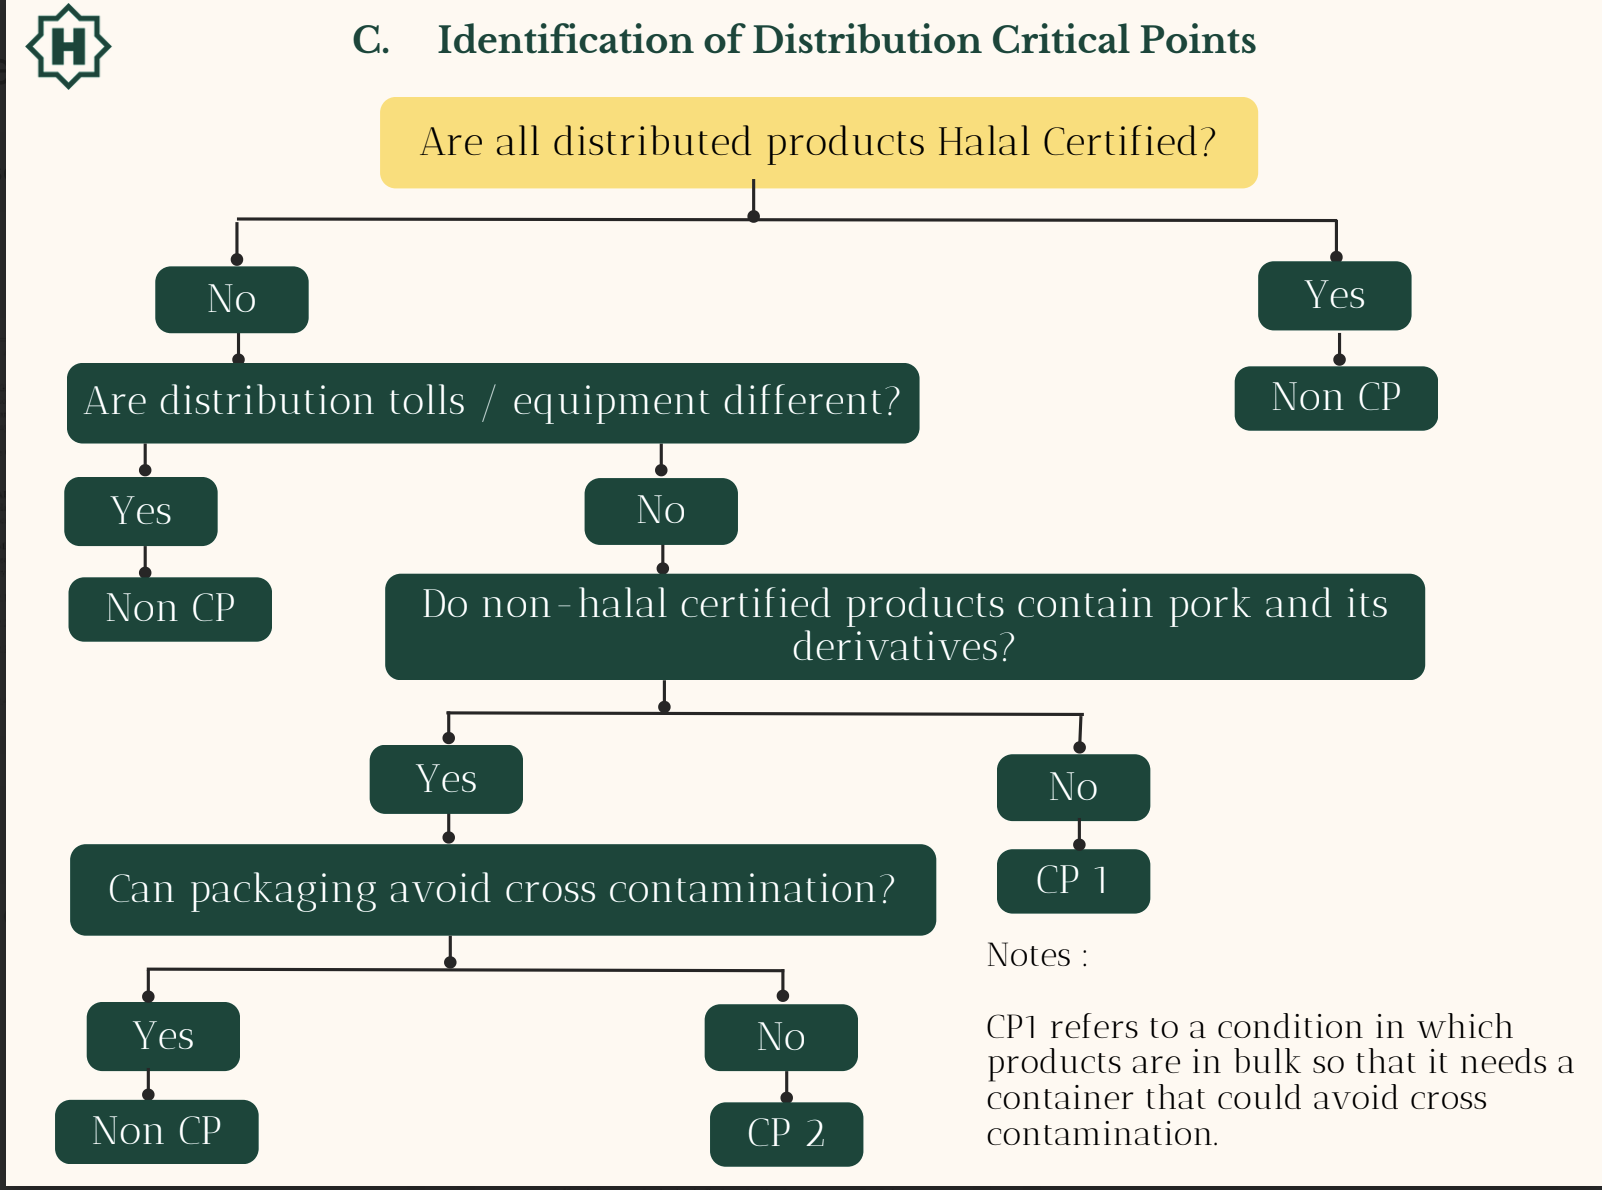 H
C. Identification of Distribution Critical Points
Are all distributed products Halal Certified?
No
Yes
Non CP
Are distribution tolls / equipment different?
Yes
No
Non CP
Do non-halal certified products contain pork and its
derivatives?
Yes
No
CP 1
Can packaging avoid cross contamination?
Yes
No
Non CP
CP 2
Notes :
CP1 refers to a condition in which
products are in bulk so that it needs a
container that could avoid cross
contamination.